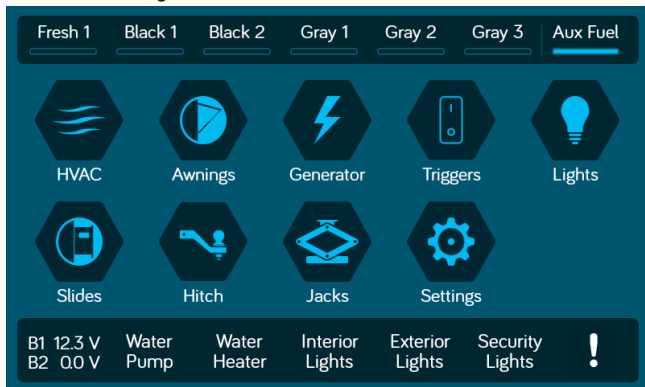 Fresh 1 Black 1 Black 2 Gray 1 Gray 2 Gray 3 Aux Fuel
HVAC Awnings Generator Triggers Lights
Slides Hitch Jacks Settings
B1 12.3 V Water Water Interior Exterior Security !
B2 0.0 V Pump Heater Lights Lights Lights